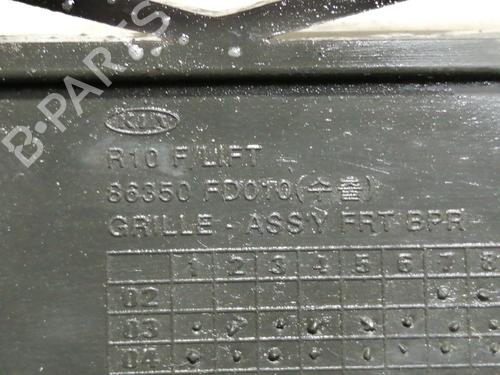 B-PARTS
KIA
R10 F/LIFT
86350 FD010(수출)
GRILLE - ASSY FRT BPR
1 2 3 4 5 6 7 8
02
03
04